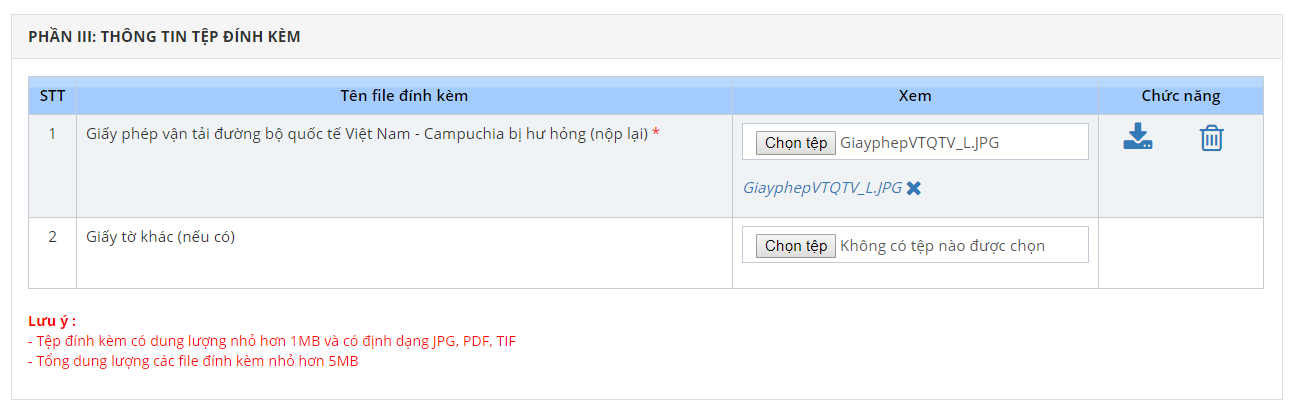 PHẦN III: THÔNG TIN TỆP ĐÍNH KÈM
STT Tên file đính kèm Xem Chức năng
1 Giấy phép vận tải đường bộ quốc tế Việt Nam - Campuchia bị hư hỏng (nộp lại) * Chọn tệp GiayphepVTQTV_L.JPG
GiayphepVTQTV_L.JPG
2 Giấy tờ khác (nếu có) Chọn tệp Không có tệp nào được chọn
Lưu ý :
- Tệp đính kèm có dung lượng nhỏ hơn 1MB và có định dạng JPG, PDF, TIF
- Tổng dung lượng các file đính kèm nhỏ hơn 5MB